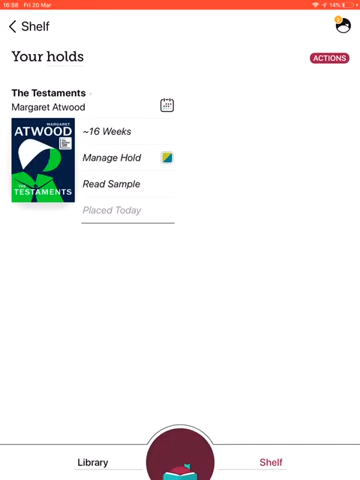 16:58 Fri 20 Mar
14%
Shelf
Your holds
ACTIONS
The Testaments
Margaret Atwood
MARGARET
ATWOOD
THE
TESTAMENTS
~16 Weeks
Manage Hold
Read Sample
Placed Today
Library
Shelf